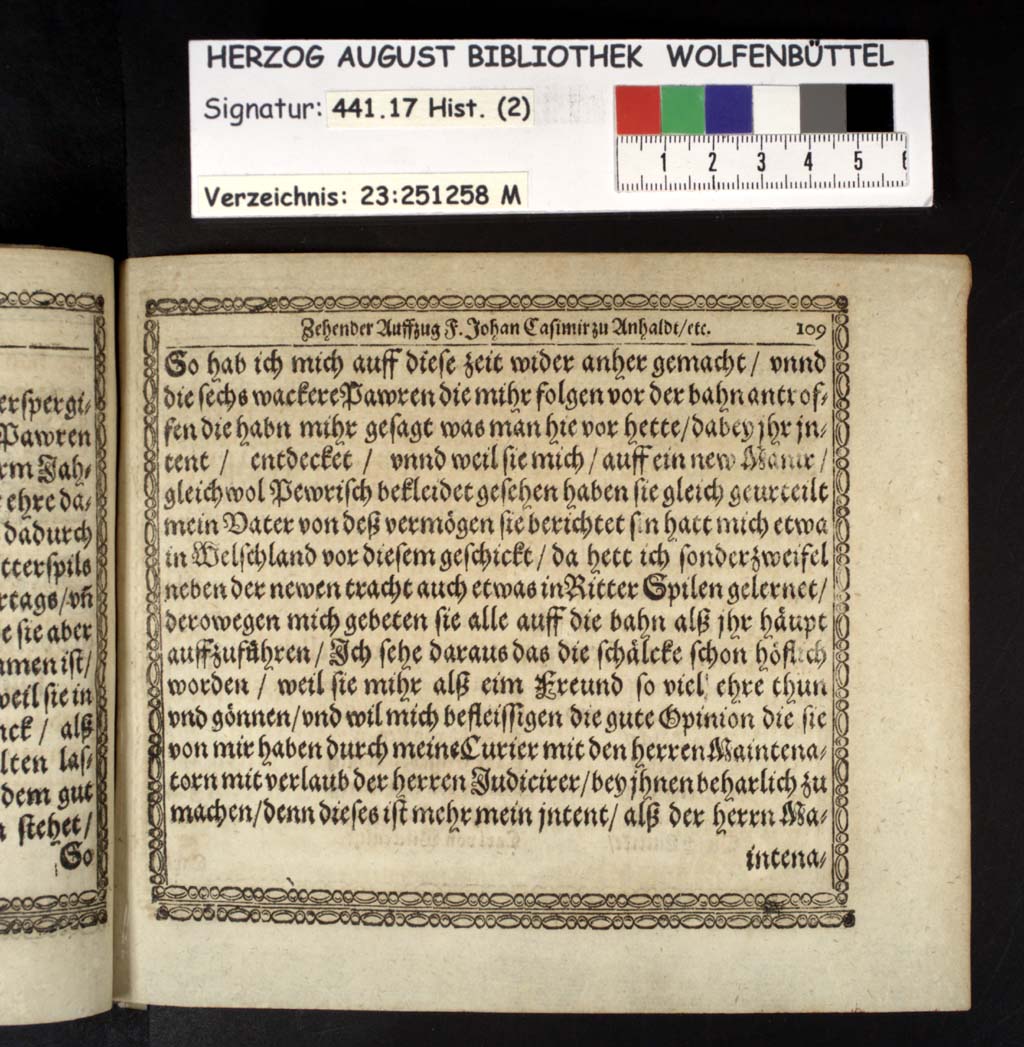 HERZOG AUGUST BIBLIOTHEK WOLFENBÜTTEL
Signatur: 441.17 Hist. (2)
1 2 3 4 5 6
Verzeichnis: 23:251258 M
erspergi-
Pawren
rm Jah-
ehre da-
dadurch
tterspils
rtags/vñ
e sie aber
men ist/
weil sie in
nck / alß
lten las-
dem gut
stehet/
So
Zehender Auffzug F. Johan Casimir zu Anhaldt/etc. 109
So hab ich mich auff diese zeit wider anher gemacht / vnnd
die sechs wackere Pawren die mihr folgen vor der bahn antrof-
fen die habn mihr gesagt was man hie vor hette/dabey jhr jn-
tent / entdecket / vnnd weil sie mich / auff ein new Manir /
gleichwol Pewrisch bekleidet gesehen haben sie gleich geurteilt
mein Vater von deß vermögen sie berichtet sin hatt mich etwa
in Welschland vor diesem geschickt / da hett ich sonder zweifel
neben der newen tracht auch etwas in Ritter Spilen gelernet/
derowegen mich gebeten sie alle auff die bahn alß jhr häupt
auffzuführen / Ich sehe daraus das die schälcke schon höflich
worden / weil sie mihr alß eim Freund so viel ehre thun
vnd gönnen/vnd wil mich befleissigen die gute Opinion die sie
von mir haben durch meine Curier mit den herren Maintena-
torn mit verlaub der herren Judicirer/bey jhnen beharlich zu
machen/denn dieses ist mehr mein jntent/ alß der herrn Ma-
intena-